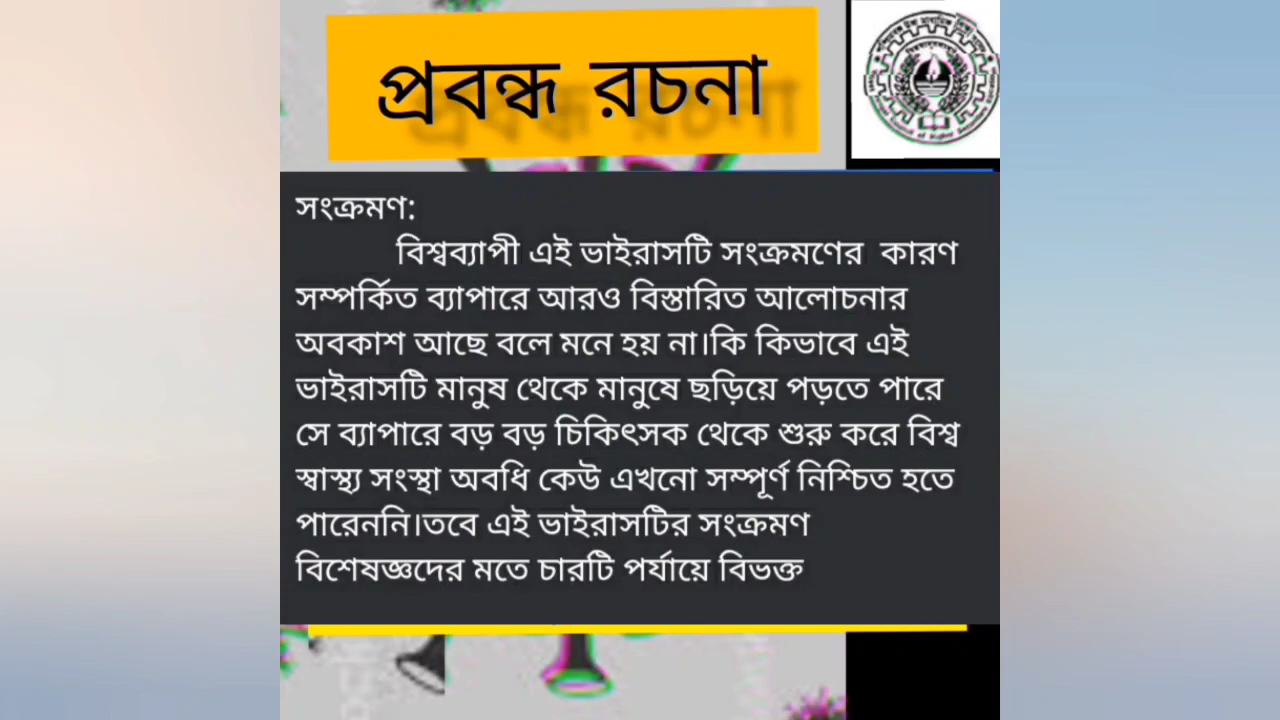 প্রবন্ধ রচনা
সংক্রমণ:
বিশ্বব্যাপী এই ভাইরাসটি সংক্রমণের কারণ
সম্পর্কিত ব্যাপারে আরও বিস্তারিত আলোচনার
অবকাশ আছে বলে মনে হয় না।কি কিভাবে এই
ভাইরাসটি মানুষ থেকে মানুষে ছড়িয়ে পড়তে পারে
সে ব্যাপারে বড় বড় চিকিৎসক থেকে শুরু করে বিশ্ব
স্বাস্থ্য সংস্থা অবধি কেউ এখনো সম্পূর্ণ নিশ্চিত হতে
পারেননি।তবে এই ভাইরাসটির সংক্রমণ
বিশেষজ্ঞদের মতে চারটি পর্যায়ে বিভক্ত